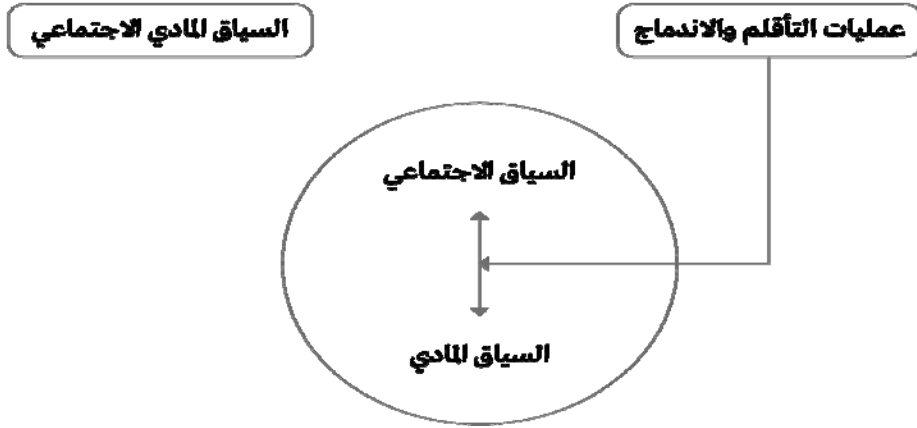 عمليات التأقلم والاندماج
السياق المادي الاجتماعي
السياق الاجتماعي
السياق المادي